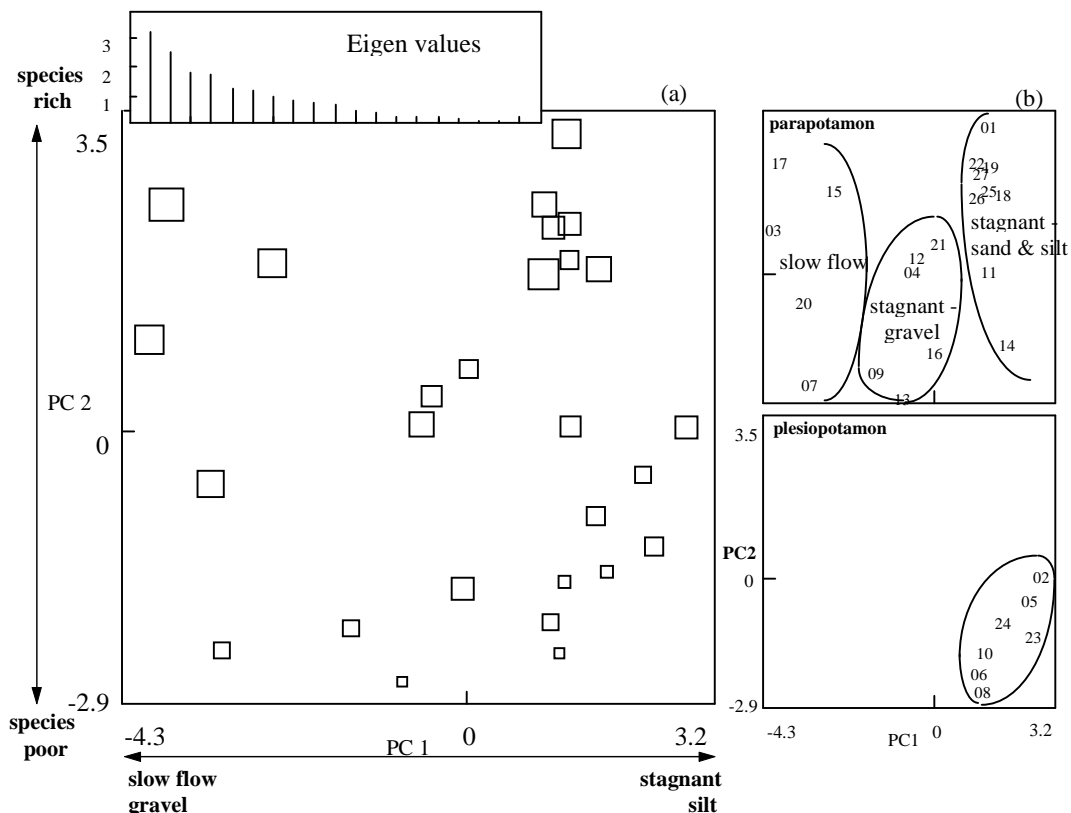 3
2
1
Eigen values
species
rich
(a)
3.5
PC 2
0
-2.9
species
poor
-4.3
PC 1
0
3.2
slow flow
gravel
stagnant
silt
(b)
parapotamon
01
17
22
19
27
15
25
26
18
03
stagnant -
sand & silt
21
slow flow
12
04
11
20
stagnant -
gravel
16
14
09
07
13
plesiopotamon
3.5
PC2
0
02
05
24
23
10
06
08
-2.9
-4.3
PC1
0
3.2